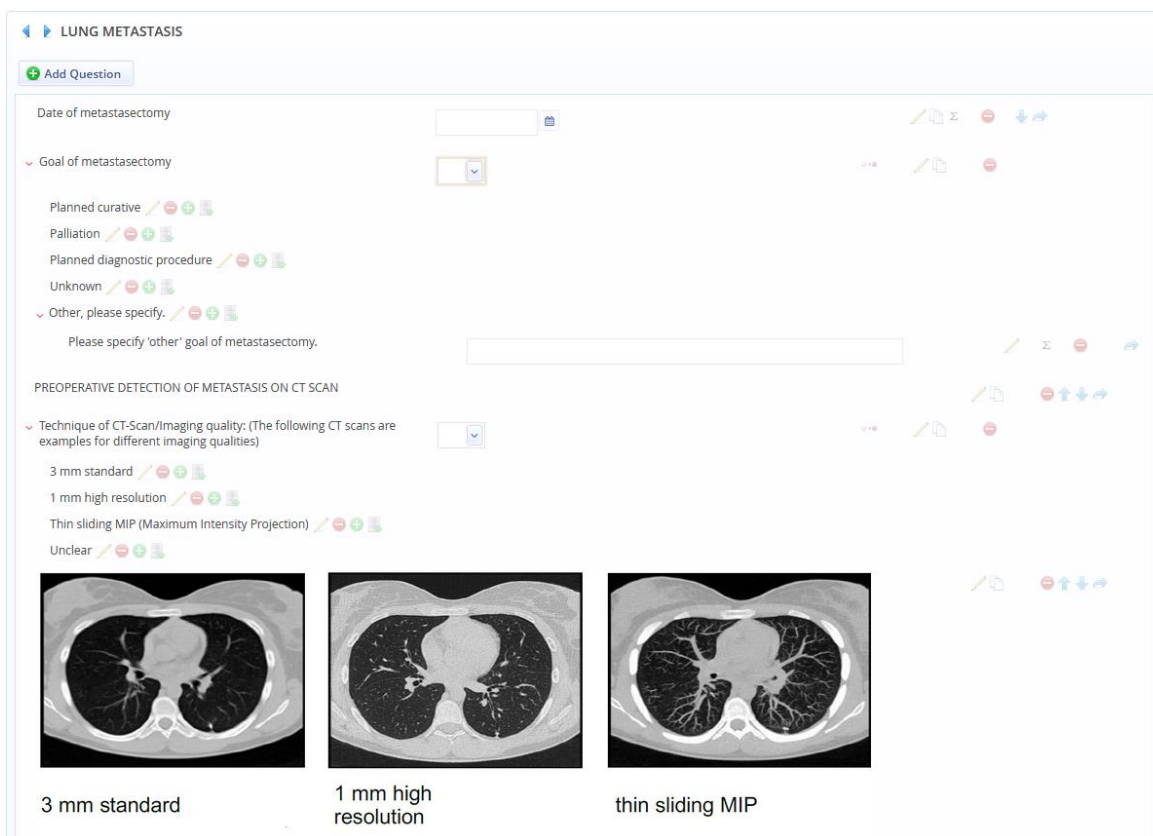 LUNG METASTASIS
Add Question
Date of metastasectomy
Goal of metastasectomy
Planned curative
Palliation
Planned diagnostic procedure
Unknown
Other, please specify.
Please specify 'other' goal of metastasectomy.
PREOPERATIVE DETECTION OF METASTASIS ON CT SCAN
Technique of CT-Scan/Imaging quality: (The following CT scans are
examples for different imaging qualities)
3 mm standard
1 mm high resolution
Thin sliding MIP (Maximum Intensity Projection)
Unclear
3 mm standard
1 mm high
resolution
thin sliding MIP